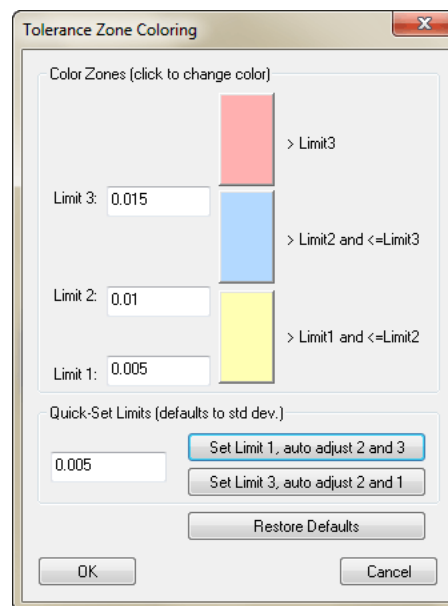 Tolerance Zone Coloring
Color Zones (click to change color)
> Limit3
Limit 3: 0.015
> Limit2 and <=Limit3
Limit 2: 0.01
> Limit1 and <=Limit2
Limit 1: 0.005
Quick-Set Limits (defaults to std dev.)
0.005
Set Limit 1, auto adjust 2 and 3
Set Limit 3, auto adjust 2 and 1
Restore Defaults
OK Cancel